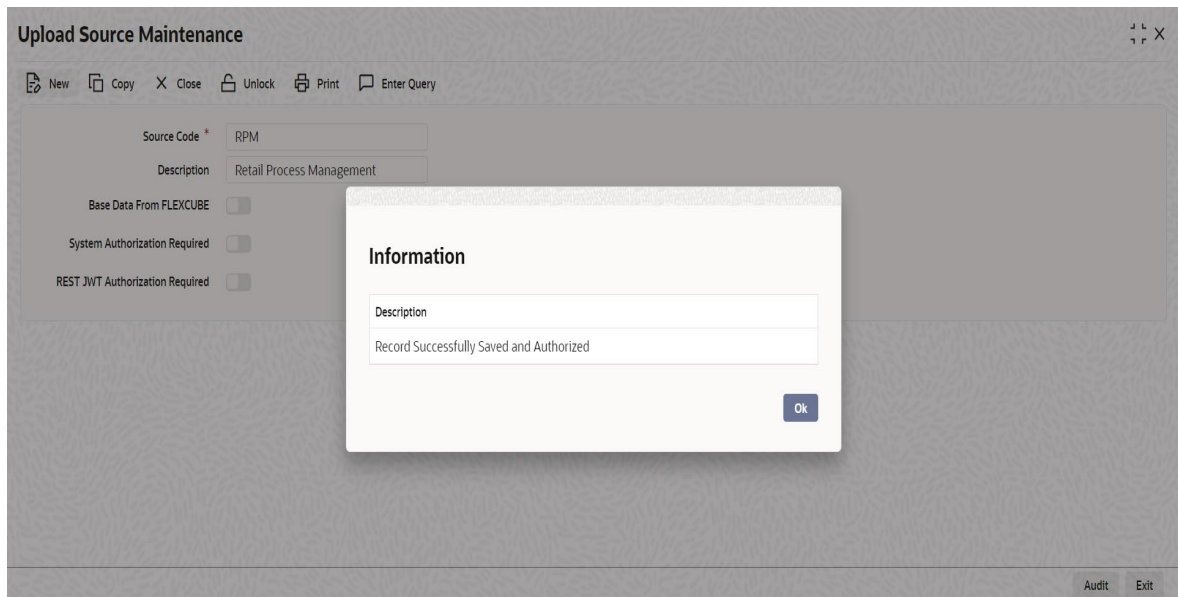 Upload Source Maintenance
New Copy Close Unlock Print Enter Query
Source Code * RPM
Description Retail Process Management
Base Data From FLEXCUBE
System Authorization Required
REST JWT Authorization Required
Information
Description
Record Successfully Saved and Authorized
Ok
Audit Exit